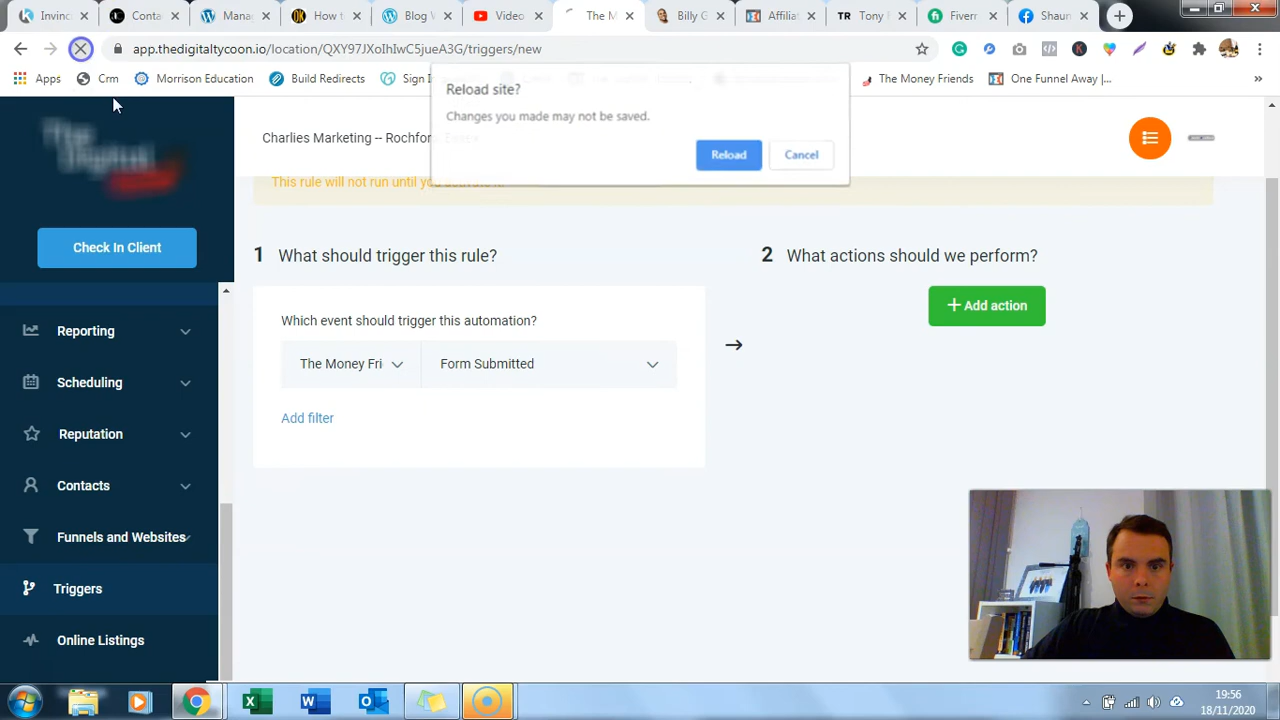 Invinc
Conta
Mana
How t
Blog
Video
The M
Billy G
Affilia
Tony F
Fiverr
Shaun
app.thedigitaltycoon.io/location/QXY97JXoIhIwC5jueA3G/triggers/new
Apps
Crm
Morrison Education
Build Redirects
Sign I
The Money Friends
One Funnel Away |...
Reload site?
Changes you made may not be saved.
Reload
Cancel
The
Digital
Charlies Marketing -- Rochfor
This rule will not run until you
Check In Client
1 What should trigger this rule?
2 What actions should we perform?
Add action
Which event should trigger this automation?
The Money Fri
Form Submitted
Add filter
Reporting
Scheduling
Reputation
Contacts
Funnels and Websites
Triggers
Online Listings
19:56
18/11/2020